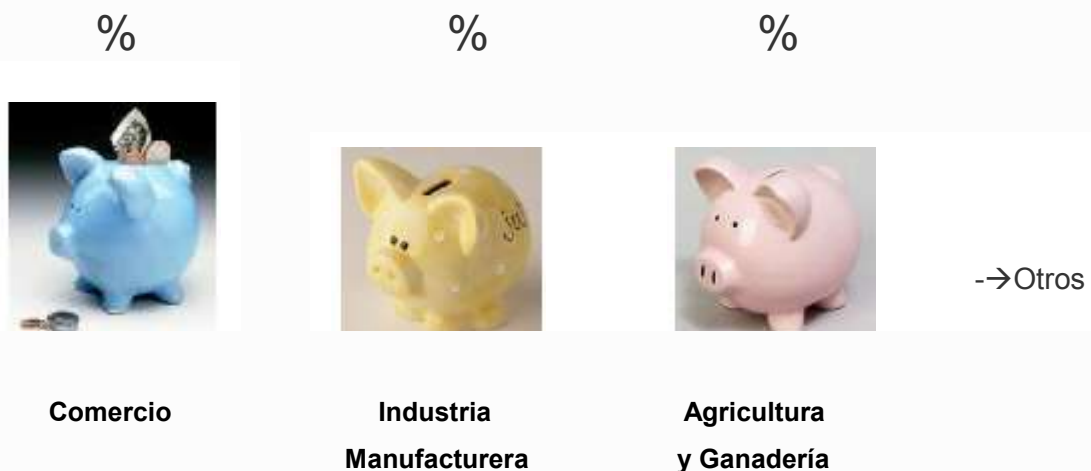 % % %
-→Otros
Comercio Industria Agricultura
Manufacturera y Ganadería